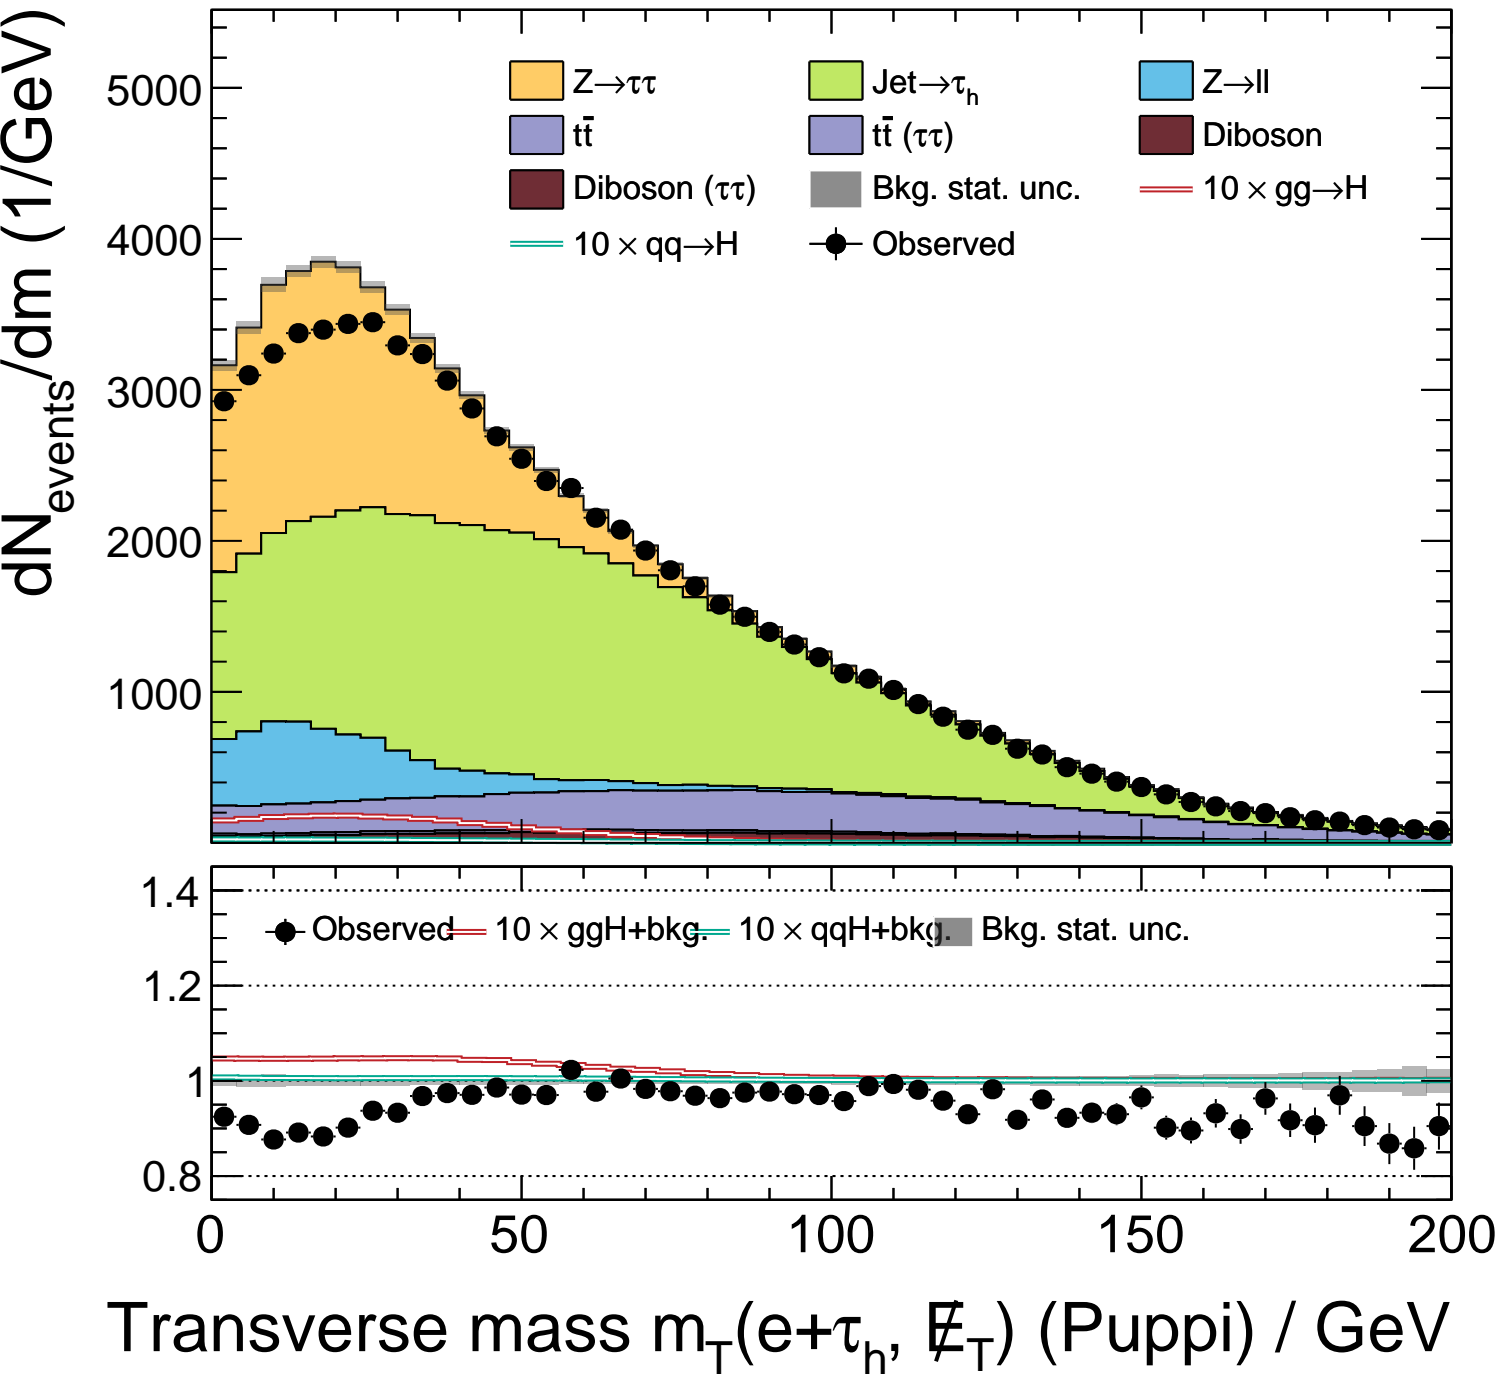 dN_events/dm (1/GeV)
5000
4000
3000
2000
1000
Z→ττ Jet→τ_h Z→ll
tt̄ tt̄ (ττ) Diboson
Diboson (ττ) Bkg. stat. unc. 10 × gg→H
10 × qq→H Observed
1.4
1.2
1
0.8
Observed 10 × ggH+bkg. 10 × qqH+bkg. Bkg. stat. unc.
0 50 100 150 200
Transverse mass m_T(e+τ_h, E̸_T) (Puppi) / GeV